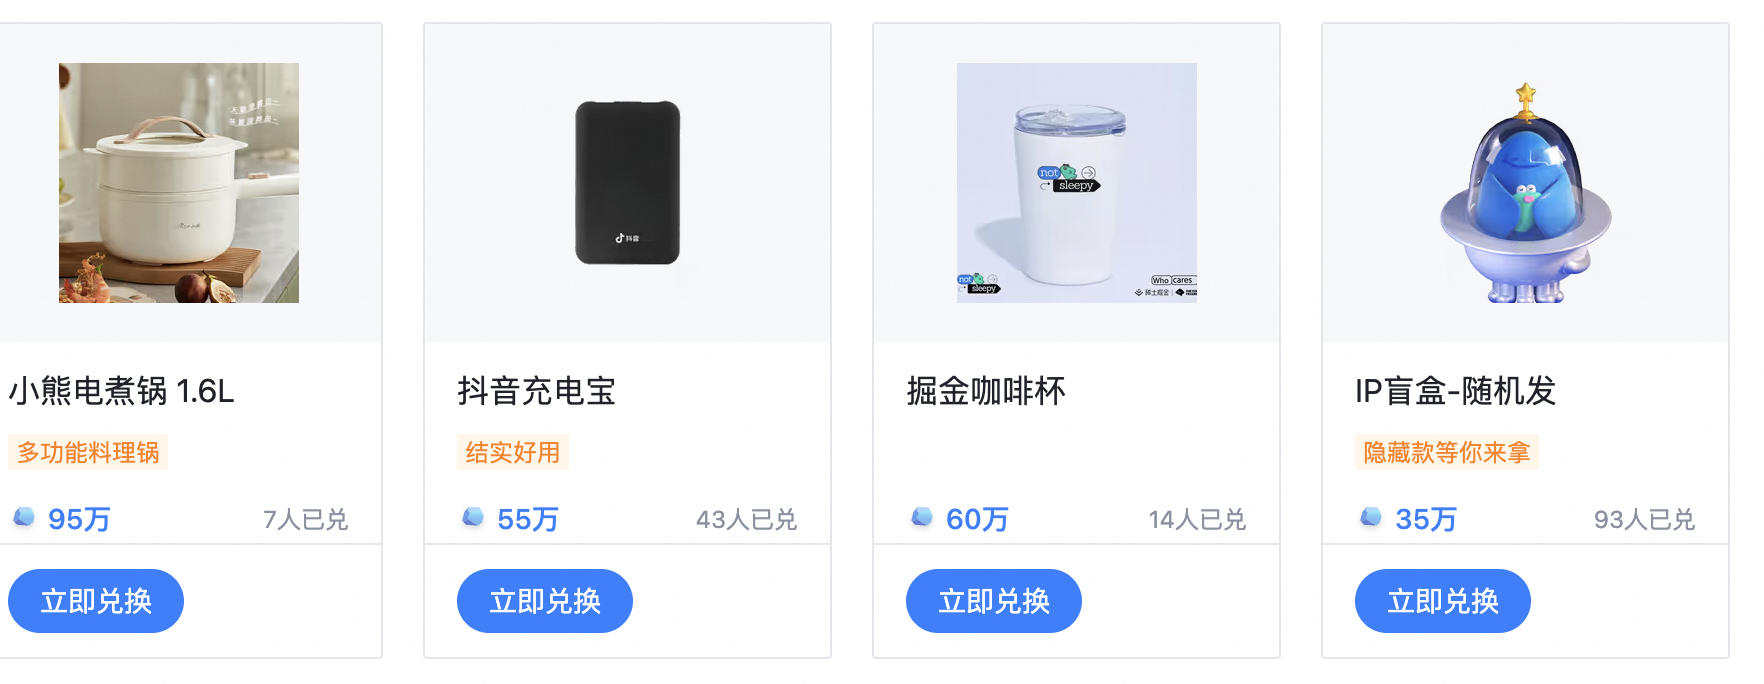 抖音
not
sleepy
not
sleepy
Who cares
稀土掘金
小熊电煮锅 1.6L
多功能料理锅
95万
7人已兑
立即兑换
抖音充电宝
结实好用
55万
43人已兑
立即兑换
掘金咖啡杯
60万
14人已兑
立即兑换
IP盲盒-随机发
隐藏款等你来拿
35万
93人已兑
立即兑换